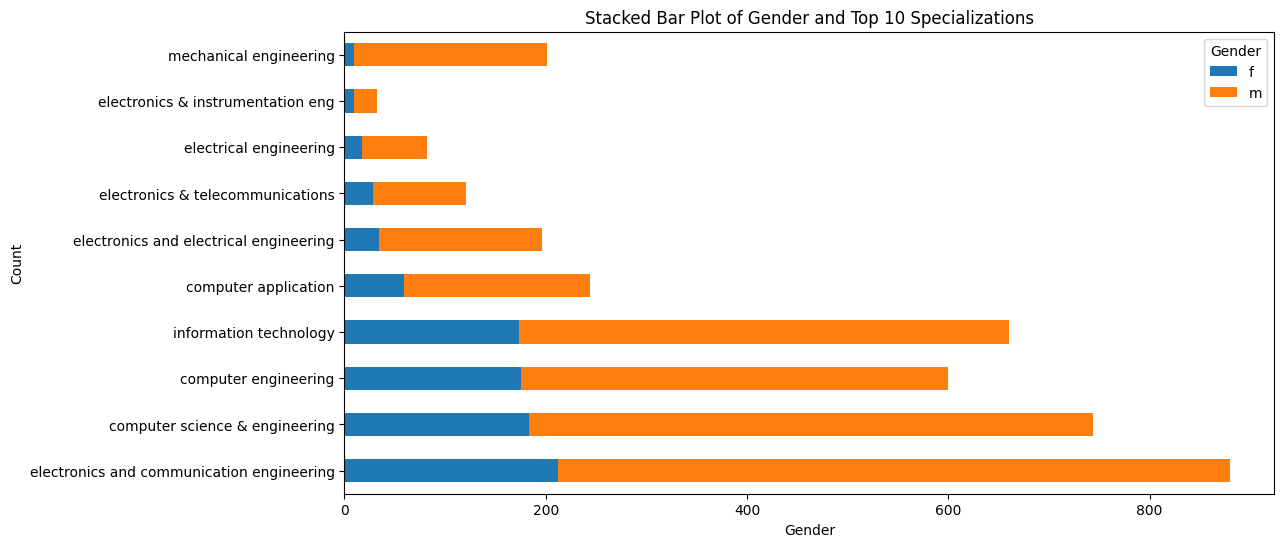 Stacked Bar Plot of Gender and Top 10 Specializations
Gender
f
m
mechanical engineering
electronics & instrumentation eng
electrical engineering
electronics & telecommunications
electronics and electrical engineering
computer application
information technology
computer engineering
computer science & engineering
electronics and communication engineering
Count
0 200 400 600 800
Gender